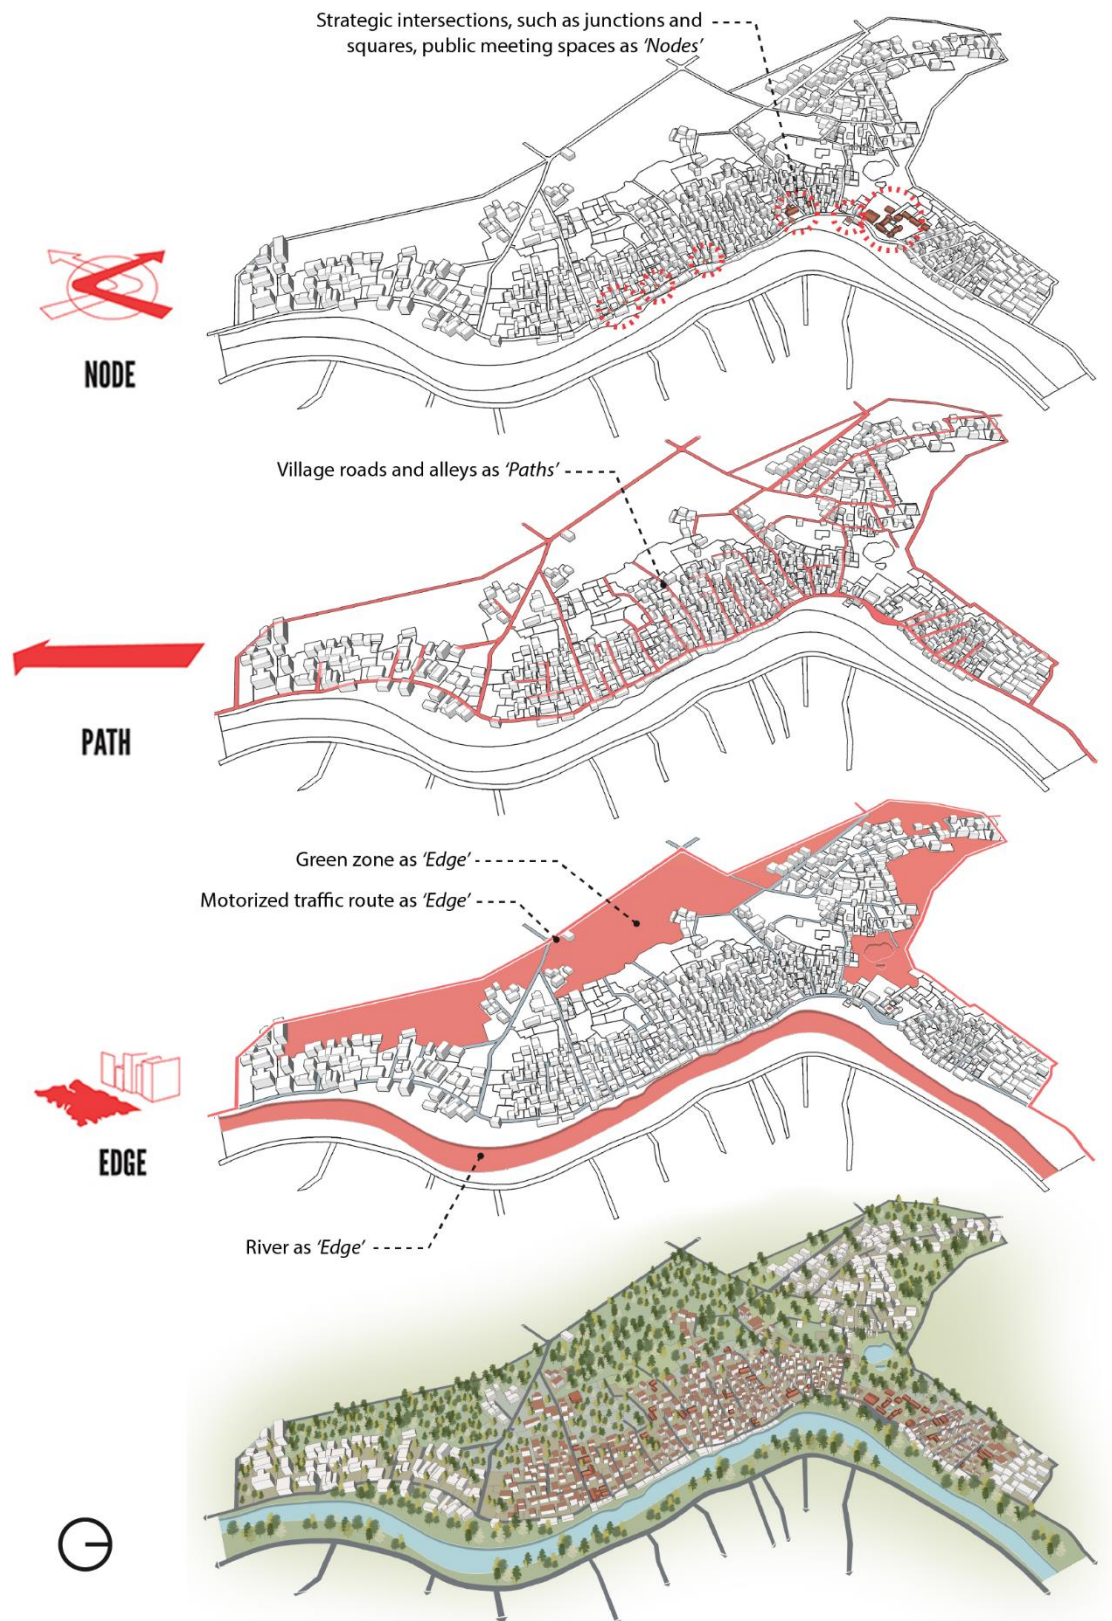 Strategic intersections, such as junctions and
squares, public meeting spaces as 'Nodes'
NODE
Village roads and alleys as 'Paths'
PATH
Green zone as 'Edge'
Motorized traffic route as 'Edge'
EDGE
River as 'Edge'